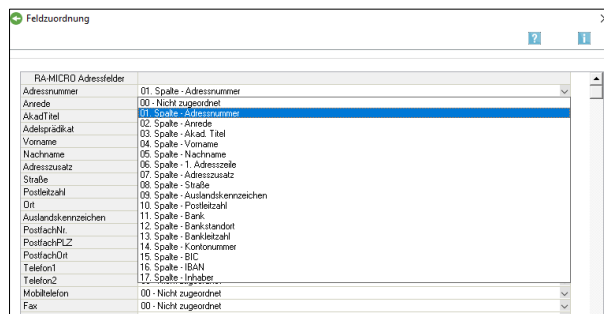 Feldzuordnung
RA-MICRO Adressfelder
Adressnummer 01. Spalte - Adressnummer
Anrede 00 - Nicht zugeordnet
AkadTitel 01. Spalte - Adressnummer
Adelsprädikat 02. Spalte - Anrede
Vorname 03. Spalte - Akad. Titel
Nachname 04. Spalte - Vorname
Adresszusatz 05. Spalte - Nachname
Straße 06. Spalte - 1. Adresszeile
Postleitzahl 07. Spalte - Adresszusatz
Ort 08. Spalte - Straße
Auslandskennzeichen 09. Spalte - Auslandskennzeichen
PostfachNr. 10. Spalte - Postleitzahl
PostfachPLZ 11. Spalte - Bank
PostfachOrt 12. Spalte - Bankstandort
Telefon1 13. Spalte - Bankleitzahl
Telefon2 14. Spalte - Kontonummer
15. Spalte - BIC
16. Spalte - IBAN
17. Spalte - Inhaber
Mobiltelefon 00 - Nicht zugeordnet
Fax 00 - Nicht zugeordnet